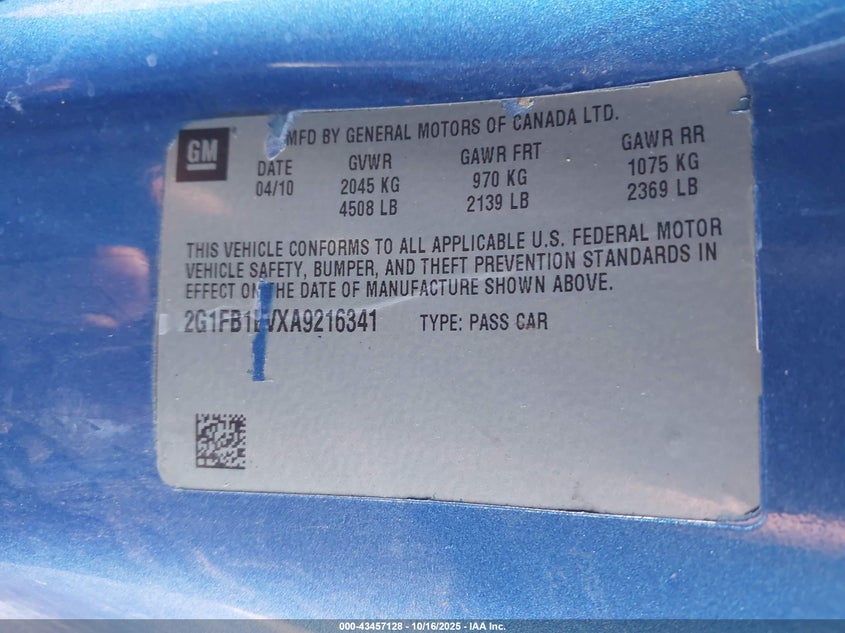 GM
MFD BY GENERAL MOTORS OF CANADA LTD.
DATE GVWR GAWR FRT GAWR RR
04/10 2045 KG 970 KG 1075 KG
4508 LB 2139 LB 2369 LB
THIS VEHICLE CONFORMS TO ALL APPLICABLE U.S. FEDERAL MOTOR
VEHICLE SAFETY, BUMPER, AND THEFT PREVENTION STANDARDS IN
EFFECT ON THE DATE OF MANUFACTURE SHOWN ABOVE.
TYPE: PASS CAR
000-43457128 - 10/16/2025 - IAA Inc.